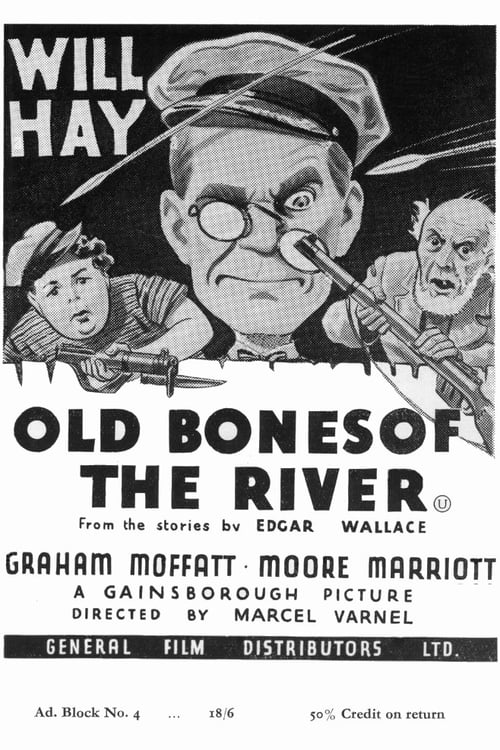 WILL
HAY
OLD BONESOF
THE RIVER U
From the stories by EDGAR WALLACE
GRAHAM MOFFATT · MOORE MARRIOTT
A GAINSBOROUGH PICTURE
DIRECTED BY MARCEL VARNEL
GENERAL FILM DISTRIBUTORS LTD.
Ad. Block No. 4 ... 18/6 50% Credit on return